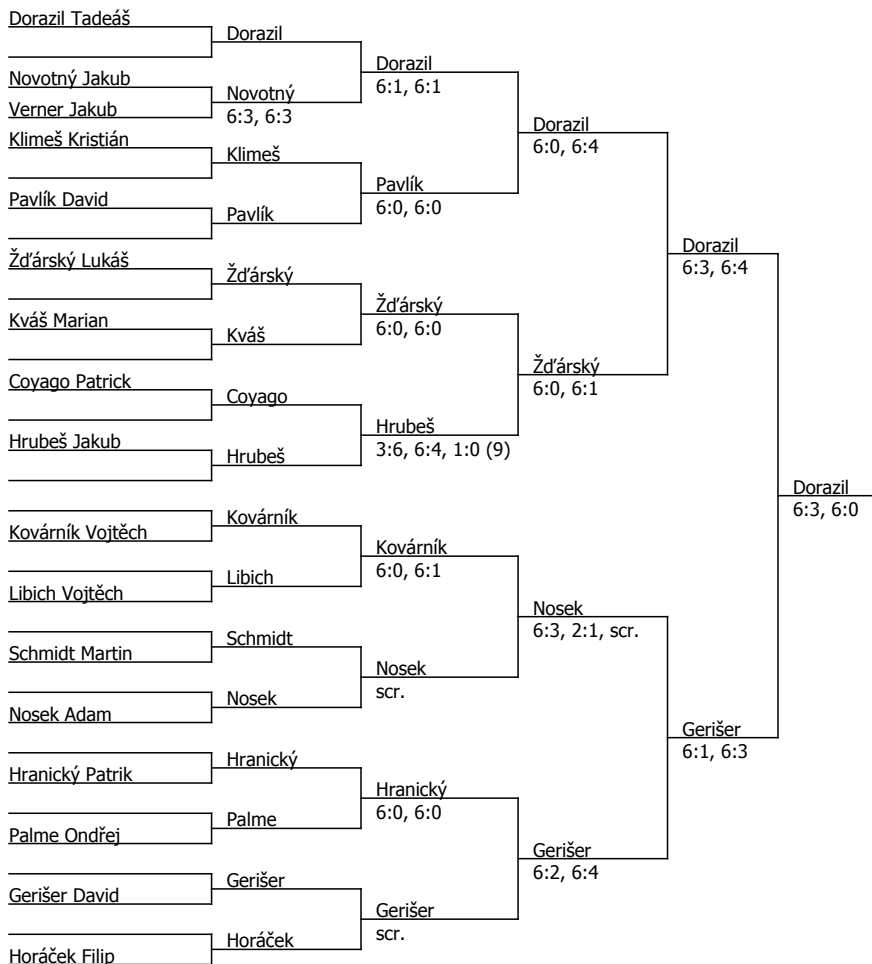 Dorazil Tadeáš
Dorazil
Dorazil
6:1, 6:1
Novotný Jakub
Novotný
6:3, 6:3
Verner Jakub
Dorazil
6:0, 6:4
Klimeš Kristián
Klimeš
Pavlík
6:0, 6:0
Pavlík David
Pavlík
Dorazil
6:3, 6:4
Žďárský Lukáš
Žďárský
Žďárský
6:0, 6:0
Kváš Marian
Kváš
Žďárský
6:0, 6:1
Coyago Patrick
Coyago
Hrubeš
3:6, 6:4, 1:0 (9)
Hrubeš Jakub
Hrubeš
Dorazil
6:3, 6:0
Kovárník
Kovárník Vojtěch
Kovárník
6:0, 6:1
Libich
Libich Vojtěch
Nosek
6:3, 2:1, scr.
Schmidt
Schmidt Martin
Nosek
scr.
Nosek
Nosek Adam
Gerišer
6:1, 6:3
Hranický
Hranický Patrik
Hranický
6:0, 6:0
Palme
Palme Ondřej
Gerišer
6:2, 6:4
Gerišer
Gerišer David
Gerišer
scr.
Horáček
Horáček Filip